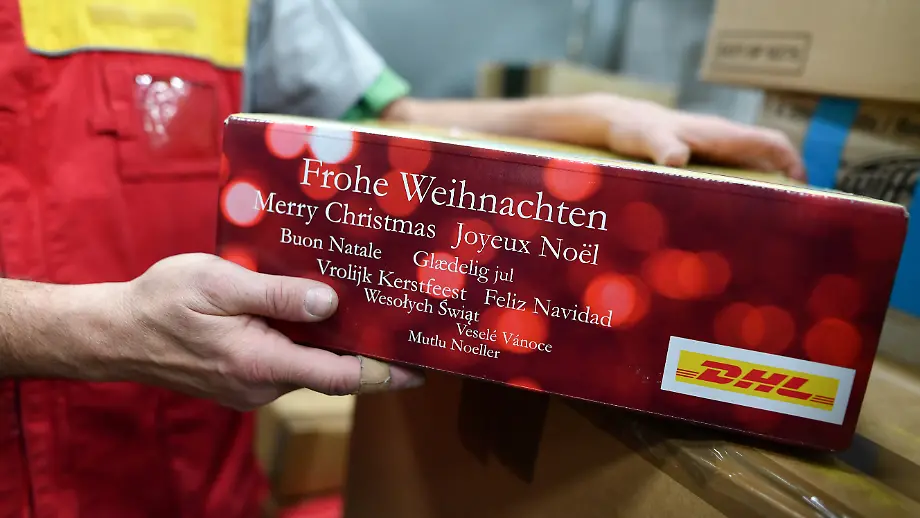 Frohe Weihnachten
Merry Christmas Joyeux Noël
Buon Natale Glædelig jul
Vrolijk Kerstfeest Feliz Navidad
Wesołych Świąt
Veselé Vánoce
Mutlu Noeller
DHL